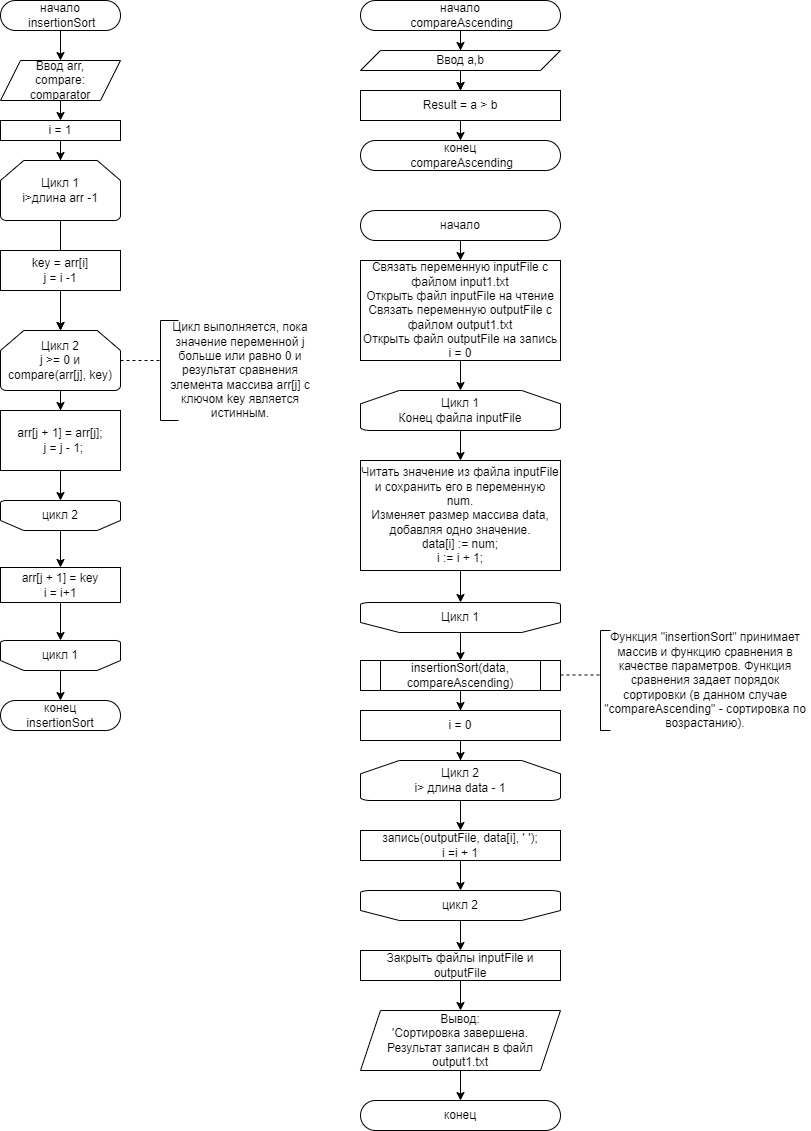 начало
insertionSort
Ввод arr,
compare:
comparator
i = 1
Цикл 1
i>длина arr -1
key = arr[i]
j = i -1
Цикл 2
j >= 0 и
compare(arr[j], key)
Цикл выполняется, пока
значение переменной j
больше или равно 0 и
результат сравнения
элемента массива arr[j] с
ключом key является
истинным.
arr[j + 1] = arr[j];
j = j - 1;
цикл 2
arr[j + 1] = key
i = i+1
цикл 1
конец
insertionSort
начало
compareAscending
Ввод a,b
Result = a > b
конец
compareAscending
начало
Связать переменную inputFile с
файлом input1.txt
Открыть файл inputFile на чтение
Связать переменную outputFile с
файлом output1.txt
Открыть файл outputFile на запись
i = 0
Цикл 1
Конец файла inputFile
Читать значение из файла inputFile
и сохранить его в переменную
num.
Изменяет размер массива data,
добавляя одно значение.
data[i] := num;
i := i + 1;
Цикл 1
insertionSort(data,
compareAscending)
Функция "insertionSort" принимает
массив и функцию сравнения в
качестве параметров. Функция
сравнения задает порядок
сортировки (в данном случае
"compareAscending" - сортировка по
возрастанию).
i = 0
Цикл 2
i> длина data - 1
запись(outputFile, data[i], ' ');
i =i + 1
цикл 2
Закрыть файлы inputFile и
outputFile
Вывод:
'Сортировка завершена.
Результат записан в файл
output1.txt
конец